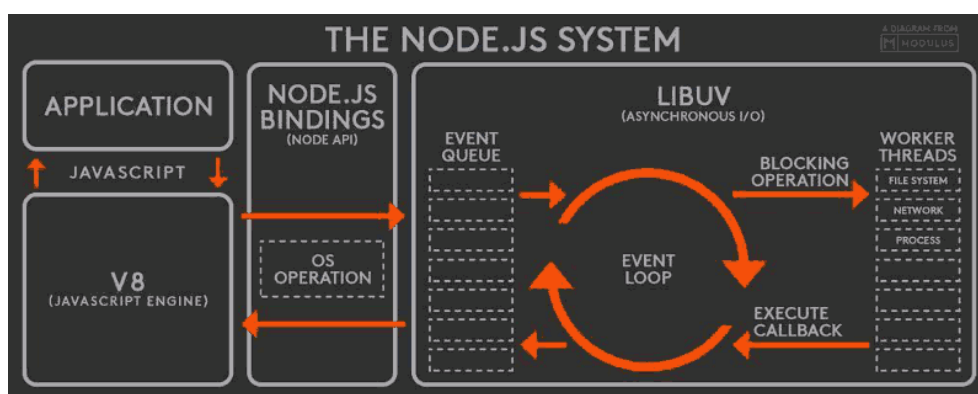 THE NODE.JS SYSTEM
A DIAGRAM FROM
NODULUS
APPLICATION
JAVASCRIPT
V8
(JAVASCRIPT ENGINE)
NODE.JS
BINDINGS
(NODE API)
OS
OPERATION
LIBUV
(ASYNCHRONOUS I/O)
EVENT
QUEUE
EVENT
LOOP
BLOCKING
OPERATION
EXECUTE
CALLBACK
WORKER
THREADS
FILE SYSTEM
NETWORK
PROCESS